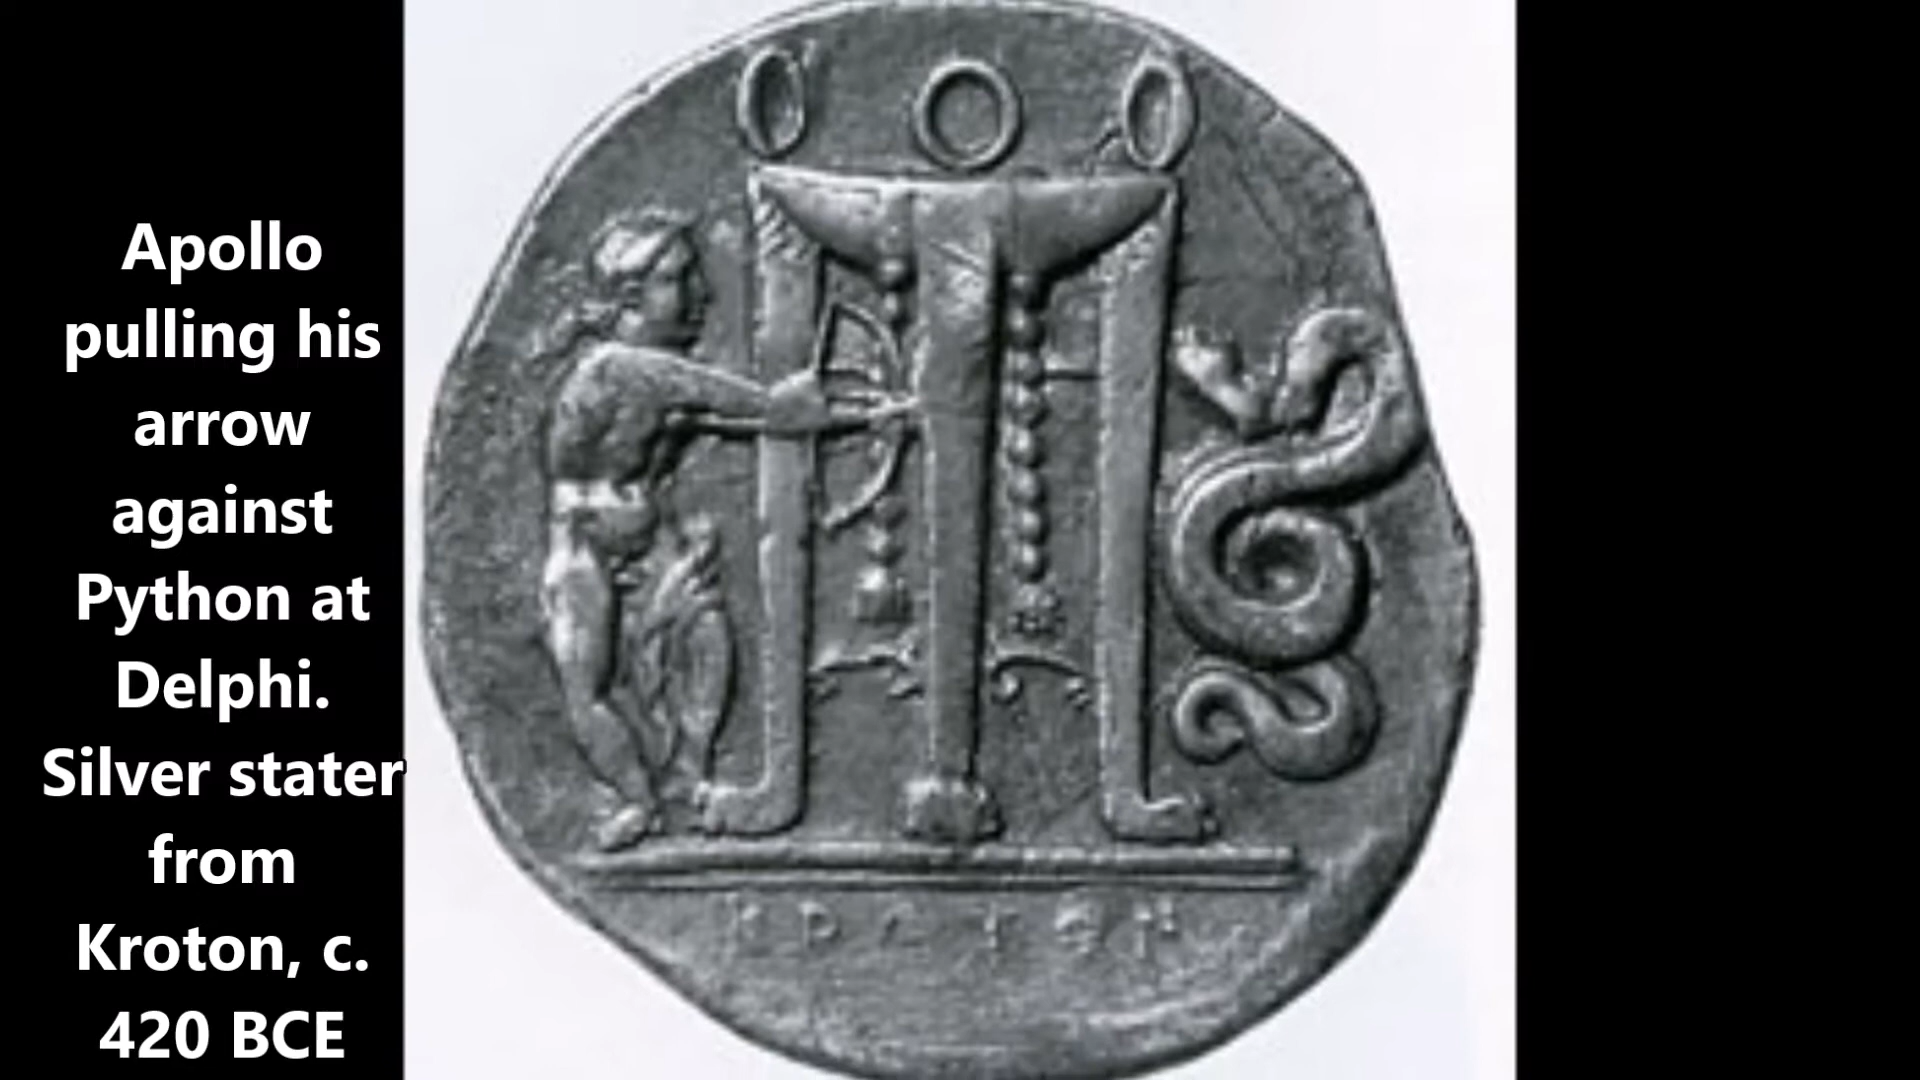 Apollo
pulling his
arrow
against
Python at
Delphi.
Silver stater
from
Kroton, c.
420 BCE